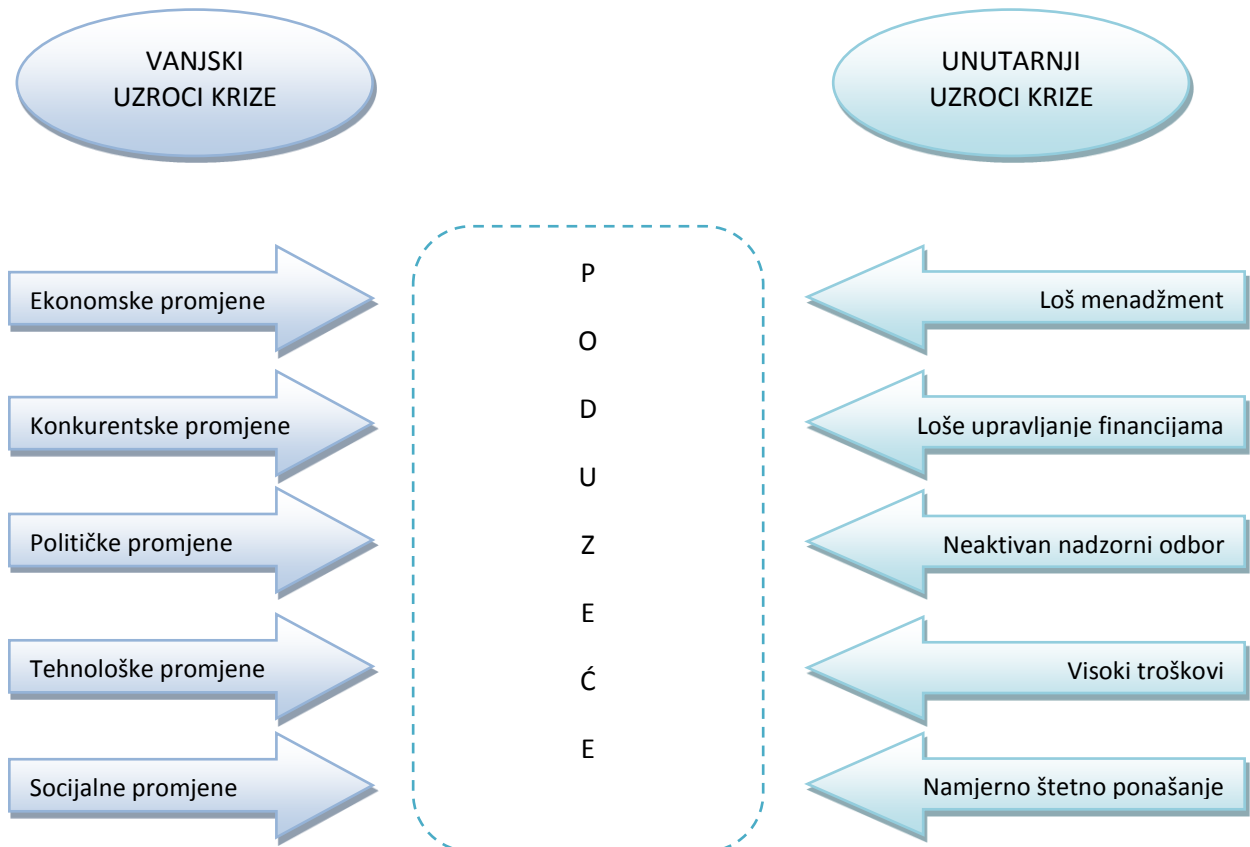 VANJSKI
UZROCI KRIZE
UNUTARNJI
UZROCI KRIZE
Ekonomske promjene
Konkurentske promjene
Političke promjene
Tehnološke promjene
Socijalne promjene
P
O
D
U
Z
E
Ć
E
Loš menadžment
Loše upravljanje financijama
Neaktivan nadzorni odbor
Visoki troškovi
Namjerno štetno ponašanje